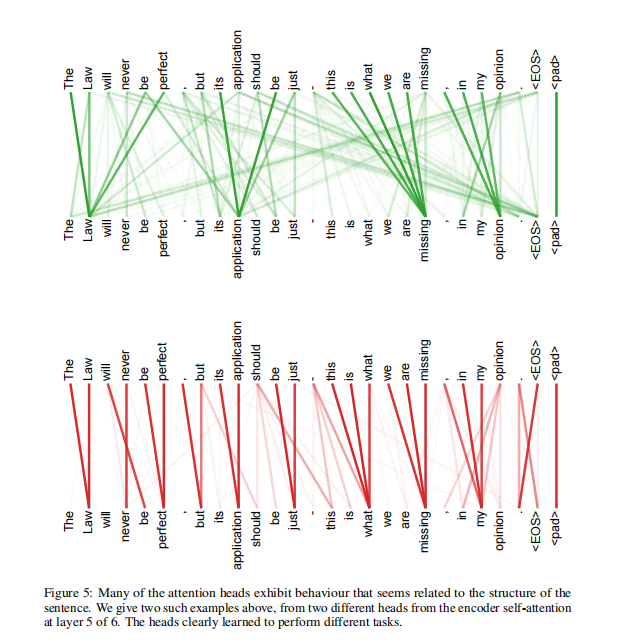 The Law will never be perfect , but its application should be just - this is what we are missing , in my opinion . <EOS> <pad>
The Law will never be perfect , but its application should be just - this is what we are missing , in my opinion . <EOS> <pad>
The Law will never be perfect , but its application should be just - this is what we are missing , in my opinion . <EOS> <pad>
The Law will never be perfect , but its application should be just - this is what we are missing , in my opinion . <EOS> <pad>
Figure 5: Many of the attention heads exhibit behaviour that seems related to the structure of the
sentence. We give two such examples above, from two different heads from the encoder self-attention
at layer 5 of 6. The heads clearly learned to perform different tasks.